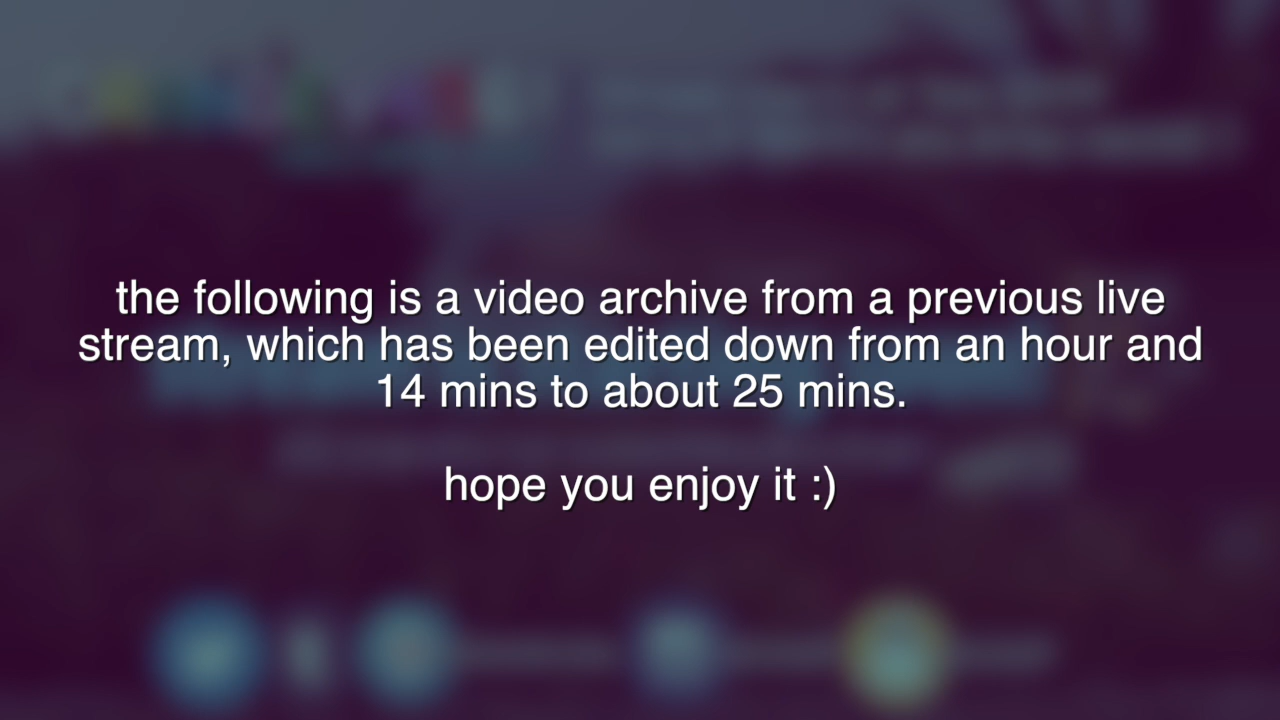 the following is a video archive from a previous live
stream, which has been edited down from an hour and
14 mins to about 25 mins.
hope you enjoy it :)